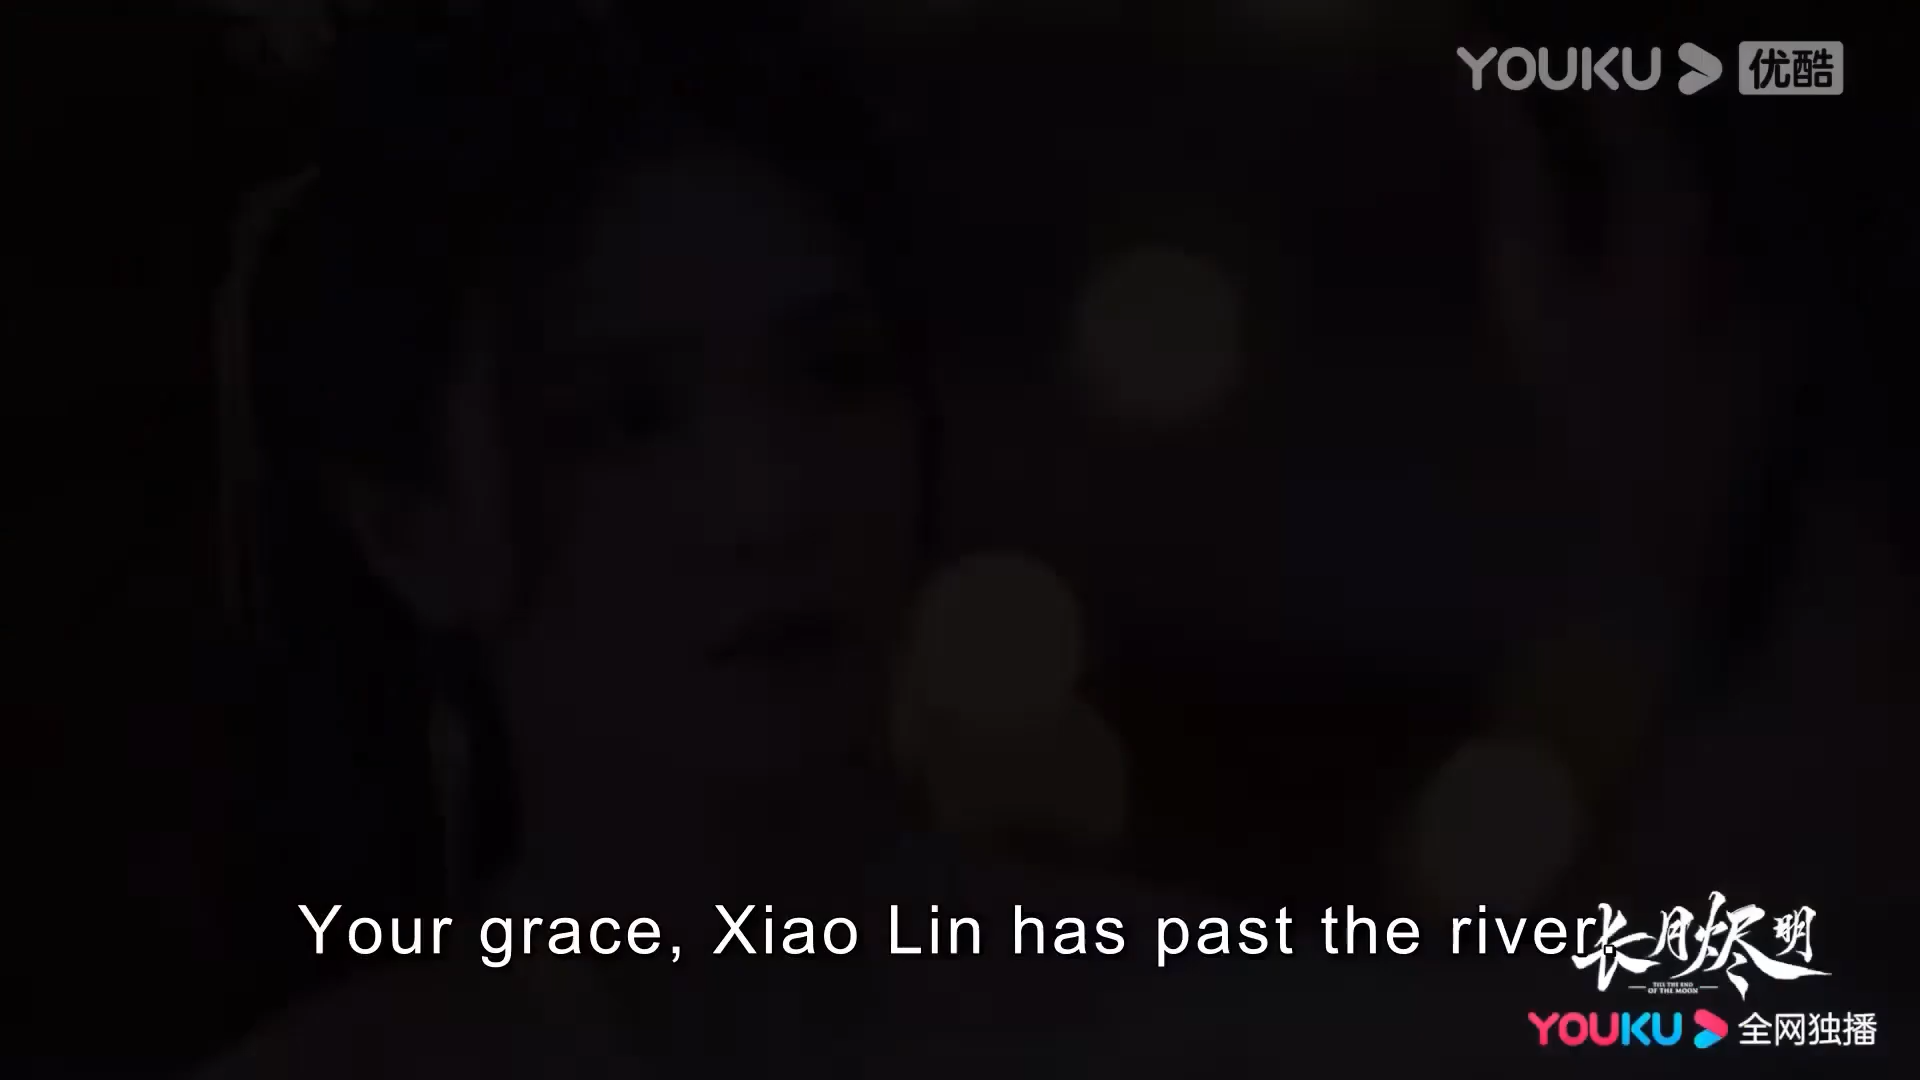 YOUKU 优酷
Your grace, Xiao Lin has past the river.
长月烬明
TILL THE END
OF THE MOON
YOUKU 全网独播